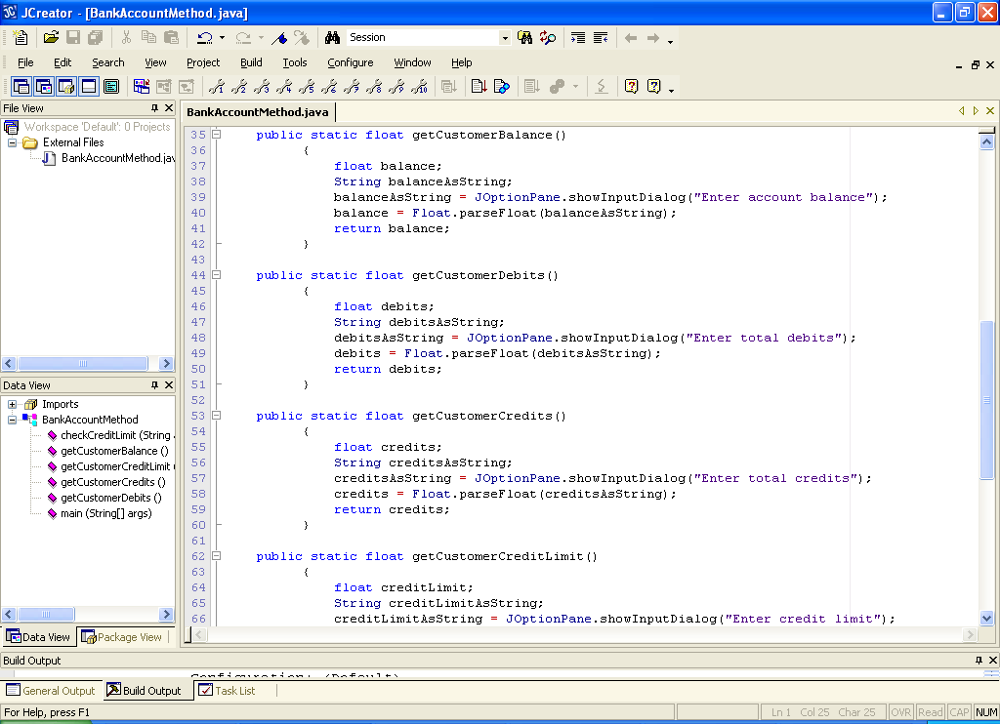 JCreator - [BankAccountMethod.java]
Session
File Edit Search View Project Build Tools Configure Window Help
File View
Workspace 'Default': 0 Projects
External Files
BankAccountMethod.jav
Data View
Imports
BankAccountMethod
checkCreditLimit (String
getCustomerBalance ()
getCustomerCreditLimit
getCustomerCredits ()
getCustomerDebits ()
main (String[] args)
Data View Package View
BankAccountMethod.java
35 public static float getCustomerBalance()
36 {
37 float balance;
38 String balanceAsString;
39 balanceAsString = JOptionPane.showInputDialog("Enter account balance");
40 balance = Float.parseFloat(balanceAsString);
41 return balance;
42 }
43
44 public static float getCustomerDebits()
45 {
46 float debits;
47 String debitsAsString;
48 debitsAsString = JOptionPane.showInputDialog("Enter total debits");
49 debits = Float.parseFloat(debitsAsString);
50 return debits;
51 }
52
53 public static float getCustomerCredits()
54 {
55 float credits;
56 String creditsAsString;
57 creditsAsString = JOptionPane.showInputDialog("Enter total credits");
58 credits = Float.parseFloat(creditsAsString);
59 return credits;
60 }
61
62 public static float getCustomerCreditLimit()
63 {
64 float creditLimit;
65 String creditLimitAsString;
66 creditLimitAsString = JOptionPane.showInputDialog("Enter credit limit");
Build Output
Configuration: (Default)
General Output Build Output Task List
For Help, press F1
Ln 1 Col 25 Char 25 OVR Read CAP NUM